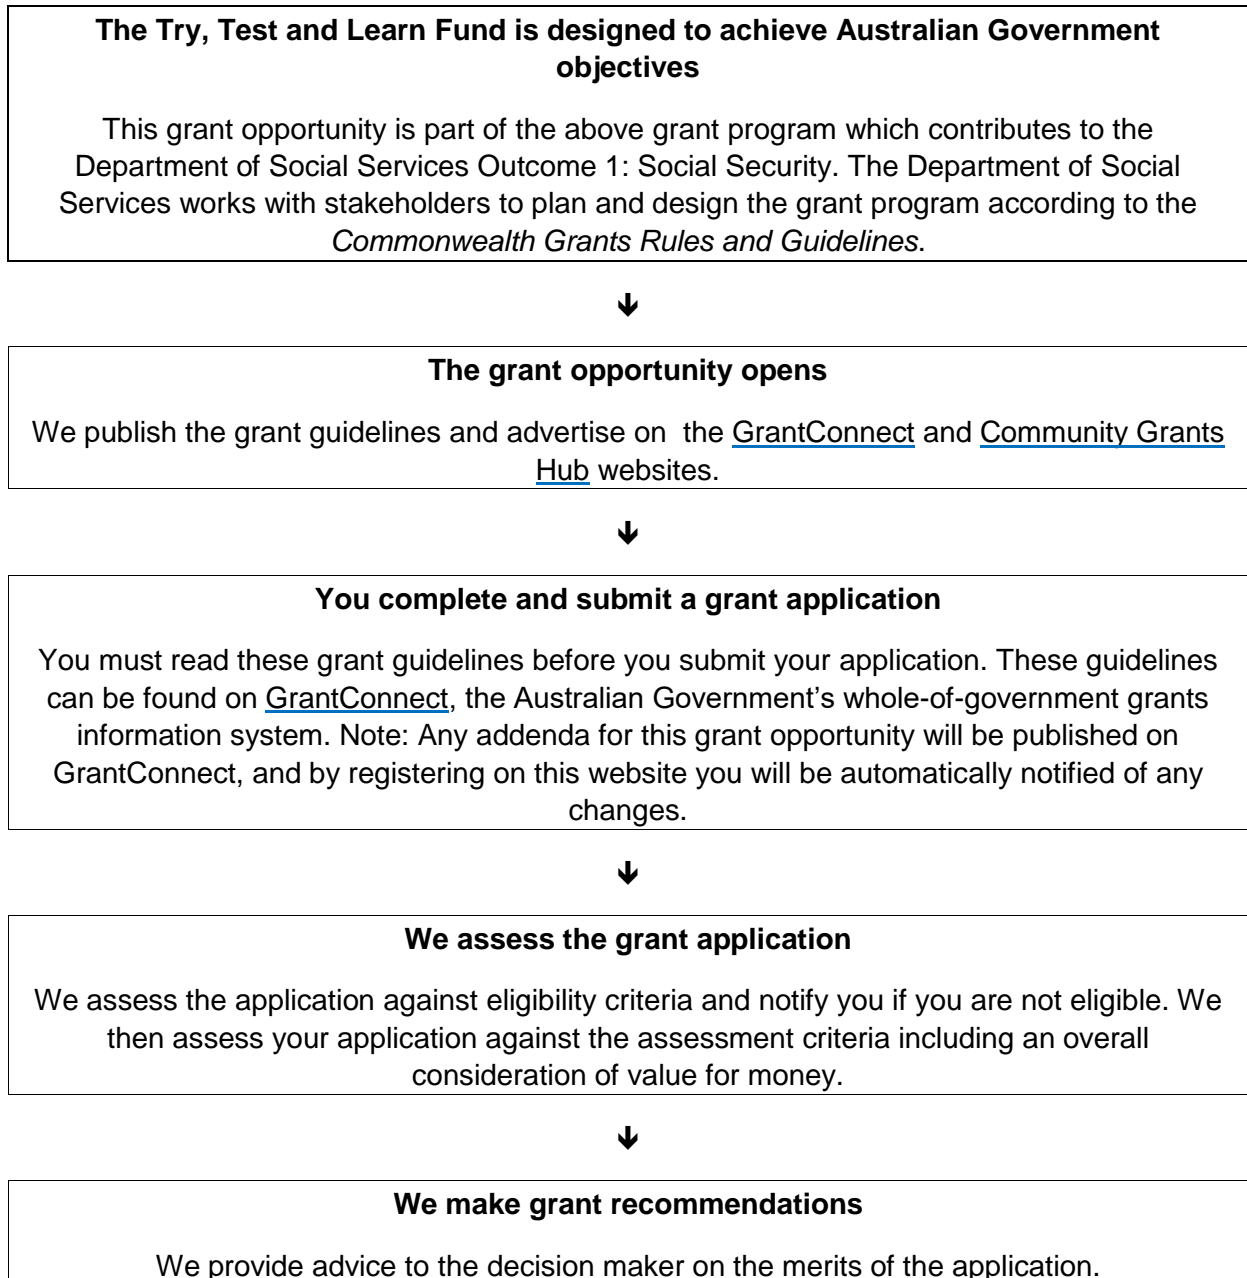 The Try, Test and Learn Fund is designed to achieve Australian Government
objectives
This grant opportunity is part of the above grant program which contributes to the
Department of Social Services Outcome 1: Social Security. The Department of Social
Services works with stakeholders to plan and design the grant program according to the
Commonwealth Grants Rules and Guidelines.
The grant opportunity opens
We publish the grant guidelines and advertise on  the GrantConnect and Community Grants
Hub websites.
You complete and submit a grant application
You must read these grant guidelines before you submit your application. These guidelines
can be found on GrantConnect, the Australian Government’s whole-of-government grants
information system. Note: Any addenda for this grant opportunity will be published on
GrantConnect, and by registering on this website you will be automatically notified of any
changes.
We assess the grant application
We assess the application against eligibility criteria and notify you if you are not eligible. We
then assess your application against the assessment criteria including an overall
consideration of value for money.
We make grant recommendations
We provide advice to the decision maker on the merits of the application.